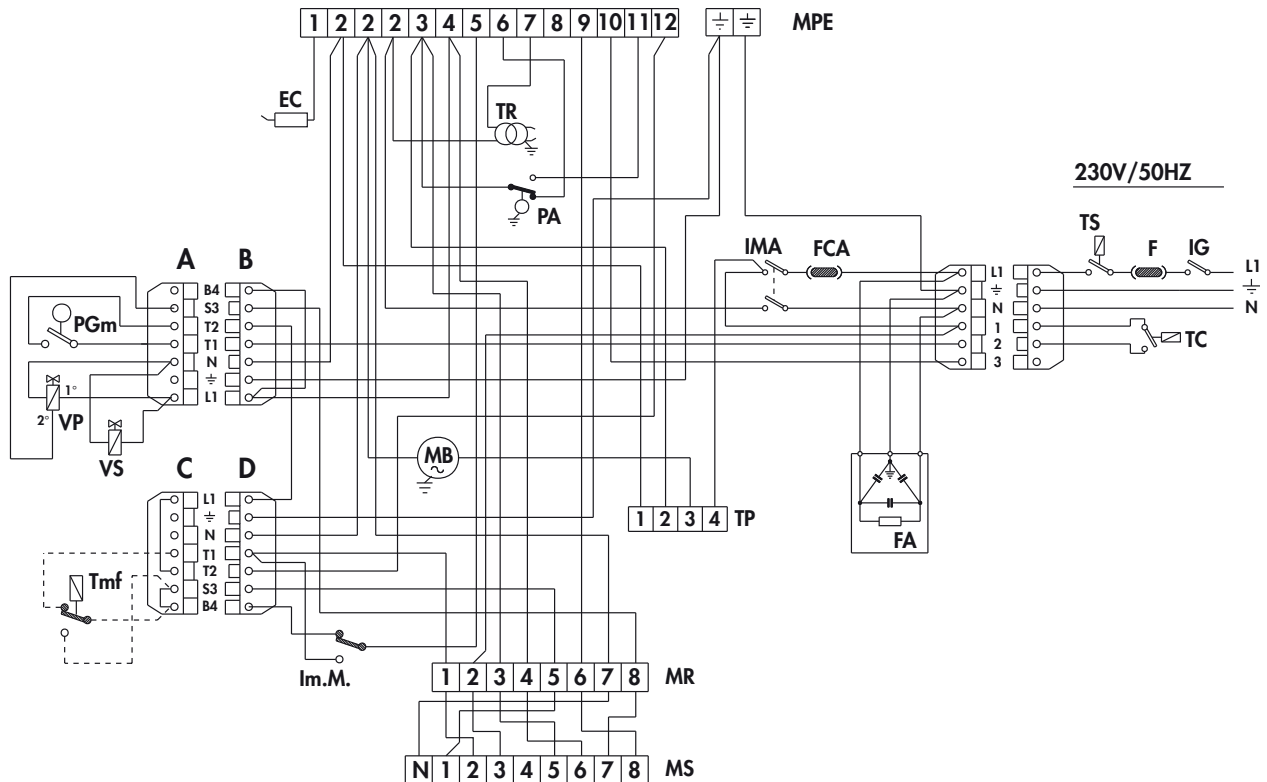 1 2 2 2 3 4 5 6 7 8 9 10 11 12
MPE
EC
TR
PA
230V/50HZ
TS F IG L1
N
IMA FCA
TC
L1
N
1
2
3
A B
B4
S3
T2
T1
N
L1
PGm
1°
2° VP
VS
C D
L1
N
T1
T2
S3
B4
Tmf
Im.M.
MB
1 2 3 4 TP
FA
1 2 3 4 5 6 7 8 MR
N 1 2 3 4 5 6 7 8 MS